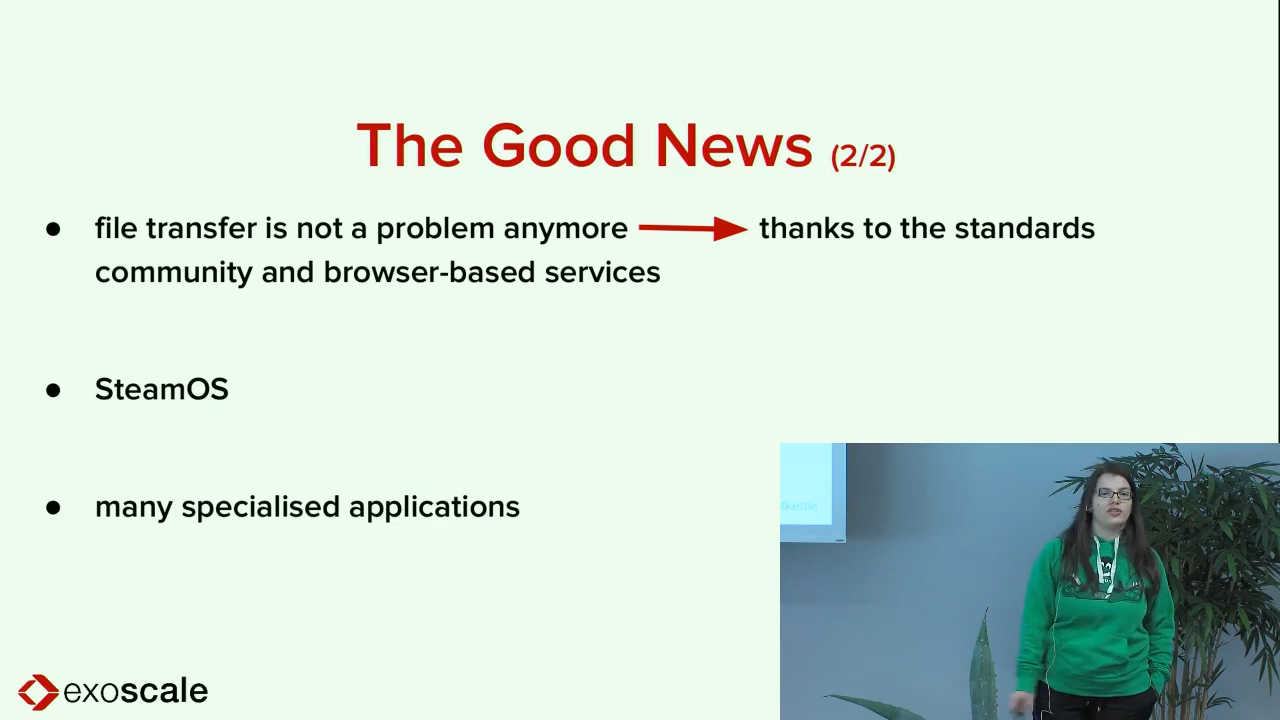 The Good News (2/2)
● file transfer is not a problem anymore thanks to the standards
community and browser-based services
● SteamOS
● many specialised applications
exoscale